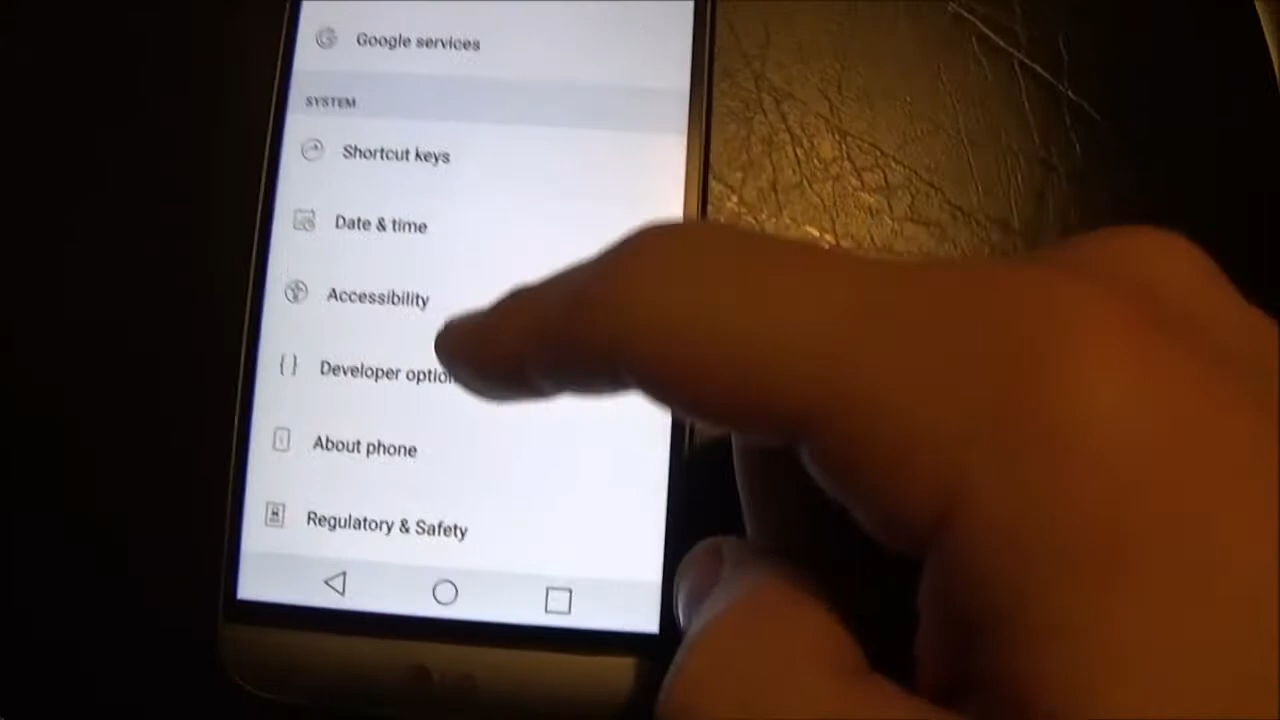 Google services
SYSTEM
Shortcut keys
Date & time
Accessibility
Developer option
About phone
Regulatory & Safety